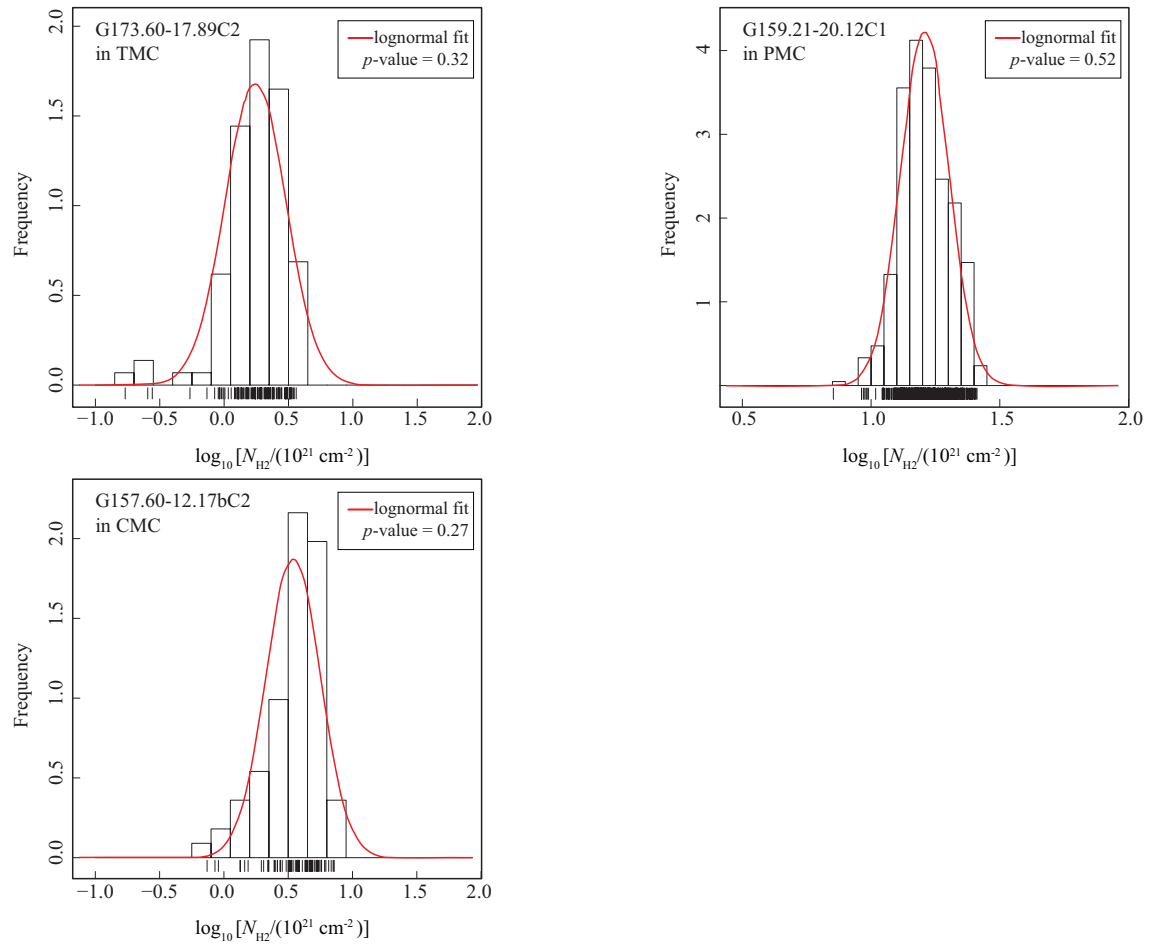 G173.60-17.89C2
in TMC
lognormal fit
p-value = 0.32
Frequency
2.0
1.5
1.0
0.5
0.0
−1.0 −0.5 0.0 0.5 1.0 2.0
log10 [NH2/(10^21 cm^-2)]
G159.21-20.12C1
in PMC
lognormal fit
p-value = 0.52
Frequency
4
3
2
1
0.5 1.0 1.5 2.0
log10 [NH2/(10^21 cm^-2)]
G157.60-12.17bC2
in CMC
lognormal fit
p-value = 0.27
Frequency
2.0
1.5
1.0
0.5
0.0
−1.0 −0.5 0.0 0.5 1.0 2.0
log10 [NH2/(10^21 cm^-2)]